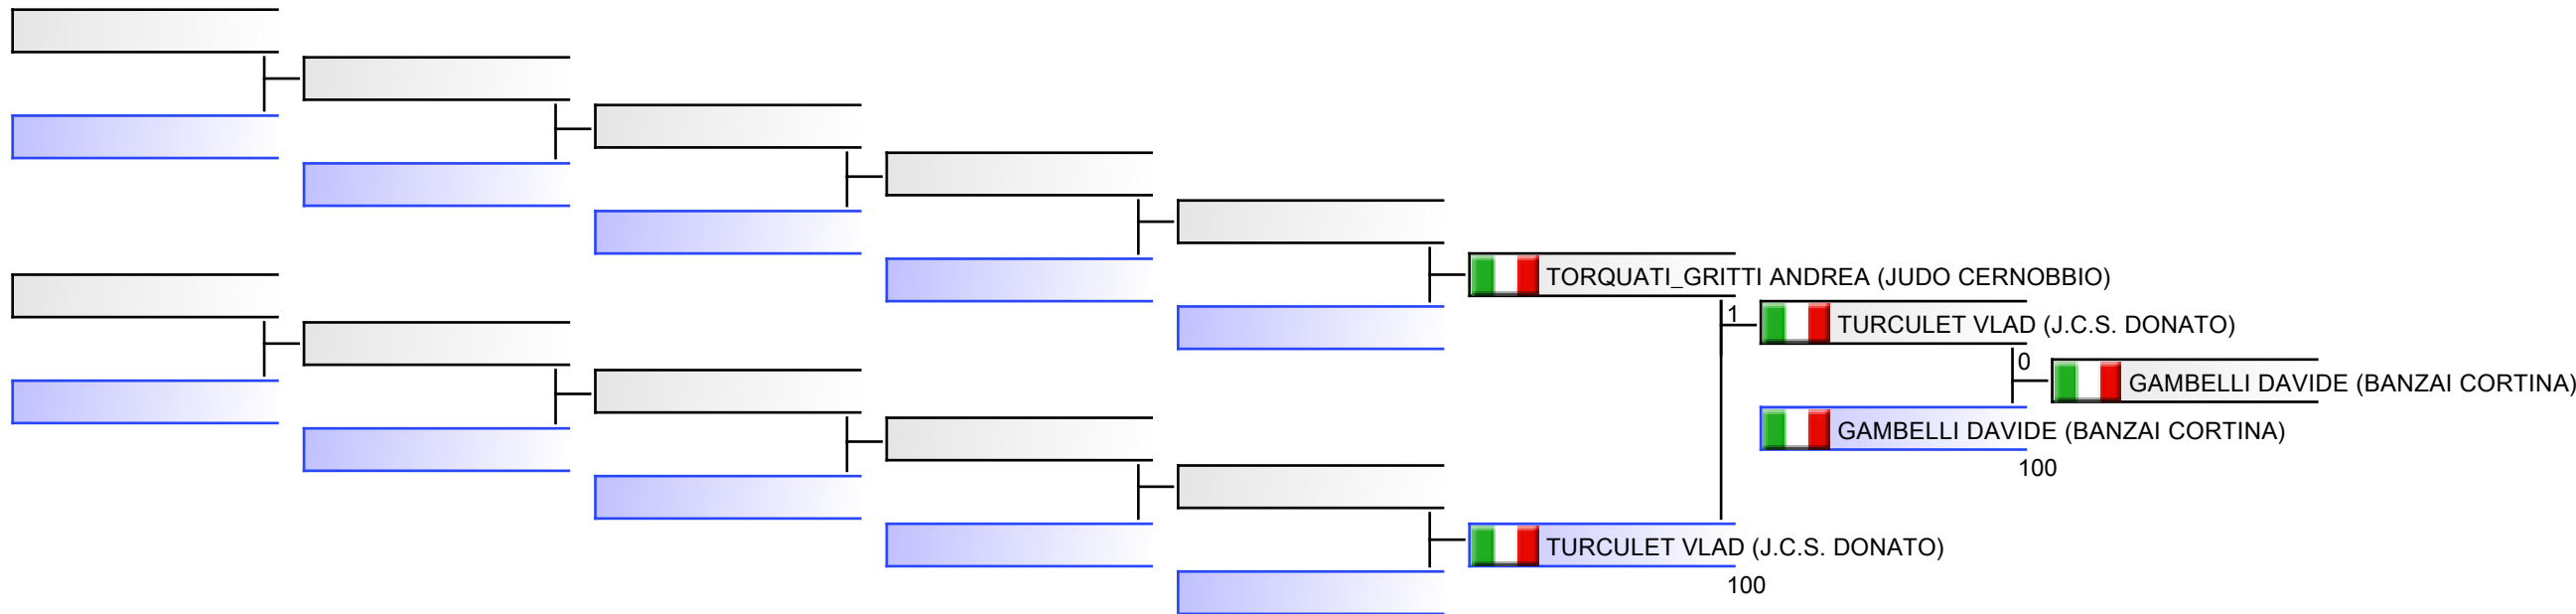 TORQUATI_GRITTI ANDREA (JUDO CERNOBBIO)
1
TURCULET VLAD (J.C.S. DONATO)
0
GAMBELLI DAVIDE (BANZAI CORTINA)
GAMBELLI DAVIDE (BANZAI CORTINA)
100
TURCULET VLAD (J.C.S. DONATO)
100